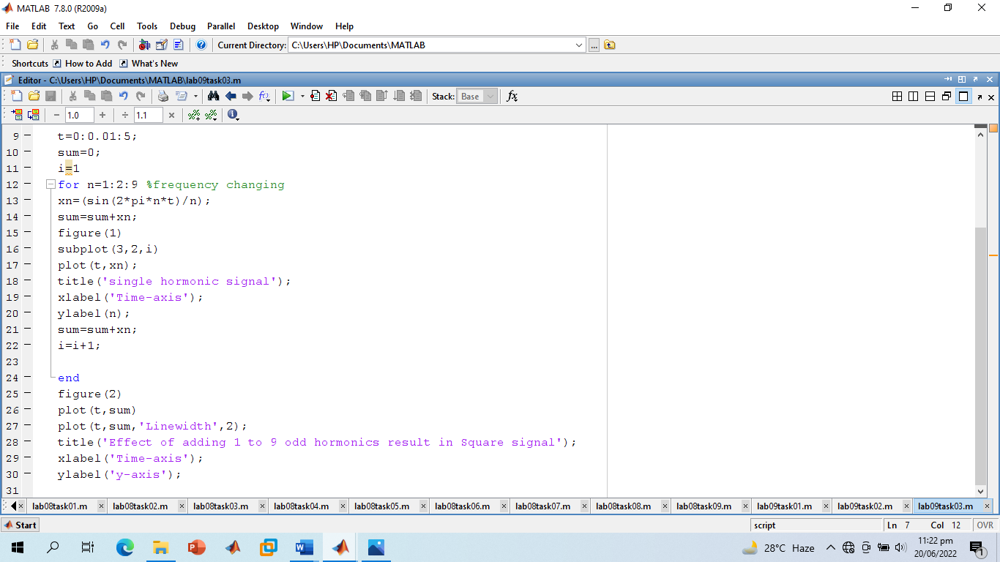 MATLAB 7.8.0 (R2009a)
File Edit Text Go Cell Tools Debug Parallel Desktop Window Help
Current Directory: C:\Users\HP\Documents\MATLAB ...
Shortcuts How to Add What's New
Editor - C:\Users\HP\Documents\MATLAB\lab09task03.m
Stack: Base fx
- 1.0 + ÷ 1.1 ×
9 - t=0:0.01:5;
10 - sum=0;
11 - i=1
12 - for n=1:2:9 %frequency changing
13 - xn=(sin(2*pi*n*t)/n);
14 - sum=sum+xn;
15 - figure(1)
16 - subplot(3,2,i)
17 - plot(t,xn);
18 - title('single hormonic signal');
19 - xlabel('Time-axis');
20 - ylabel(n);
21 - sum=sum+xn;
22 - i=i+1;
23
24 - end
25 - figure(2)
26 - plot(t,sum)
27 - plot(t,sum,'Linewidth',2);
28 - title('Effect of adding 1 to 9 odd hormonics result in Square signal');
29 - xlabel('Time-axis');
30 - ylabel('y-axis');
31
lab08task01.m lab08task02.m lab08task03.m lab08task04.m lab08task05.m lab08task06.m lab08task07.m lab08task08.m lab08task09.m lab09task01.m lab09task02.m lab09task03.m
Start script Ln 7 Col 12 OVR
28°C Haze 11:22 pm
20/06/2022
1